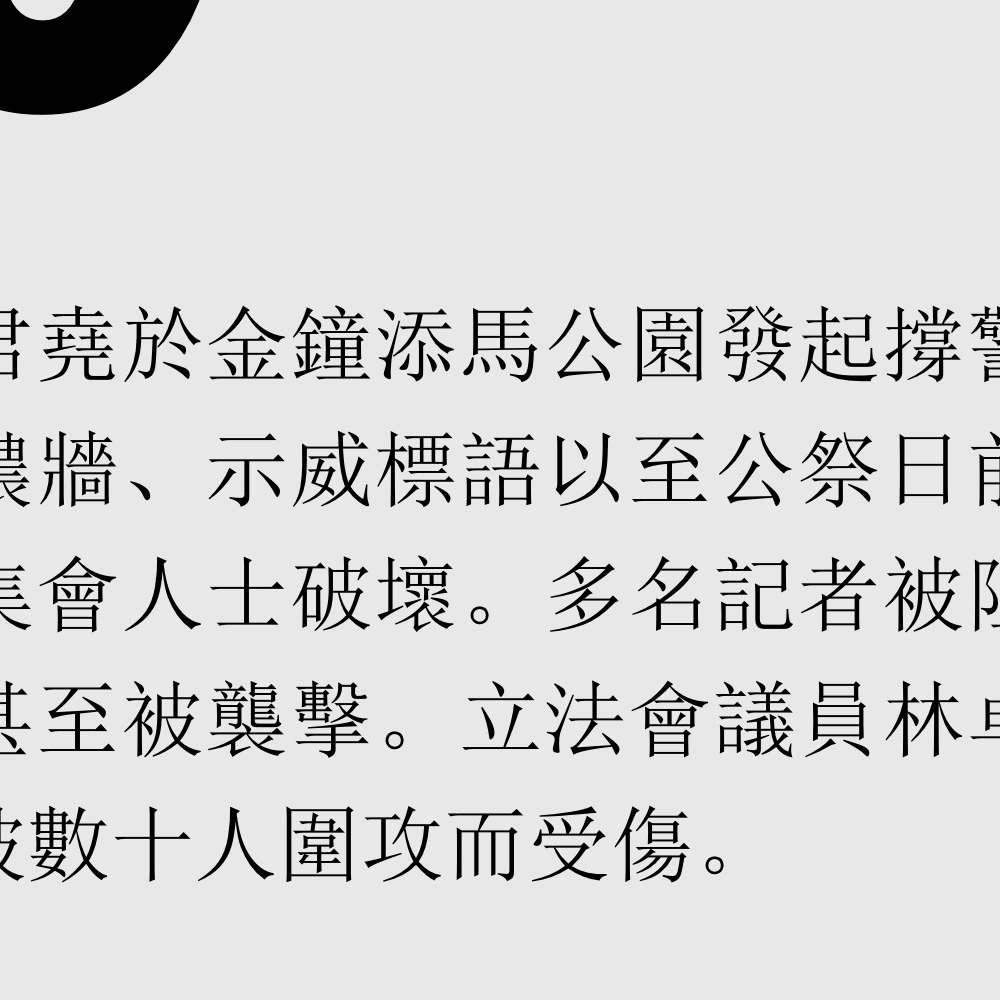 君堯於金鐘添馬公園發起撐警
儂牆、示威標語以至公祭日前
集會人士破壞。多名記者被阻
甚至被襲擊。立法會議員林卓
被數十人圍攻而受傷。